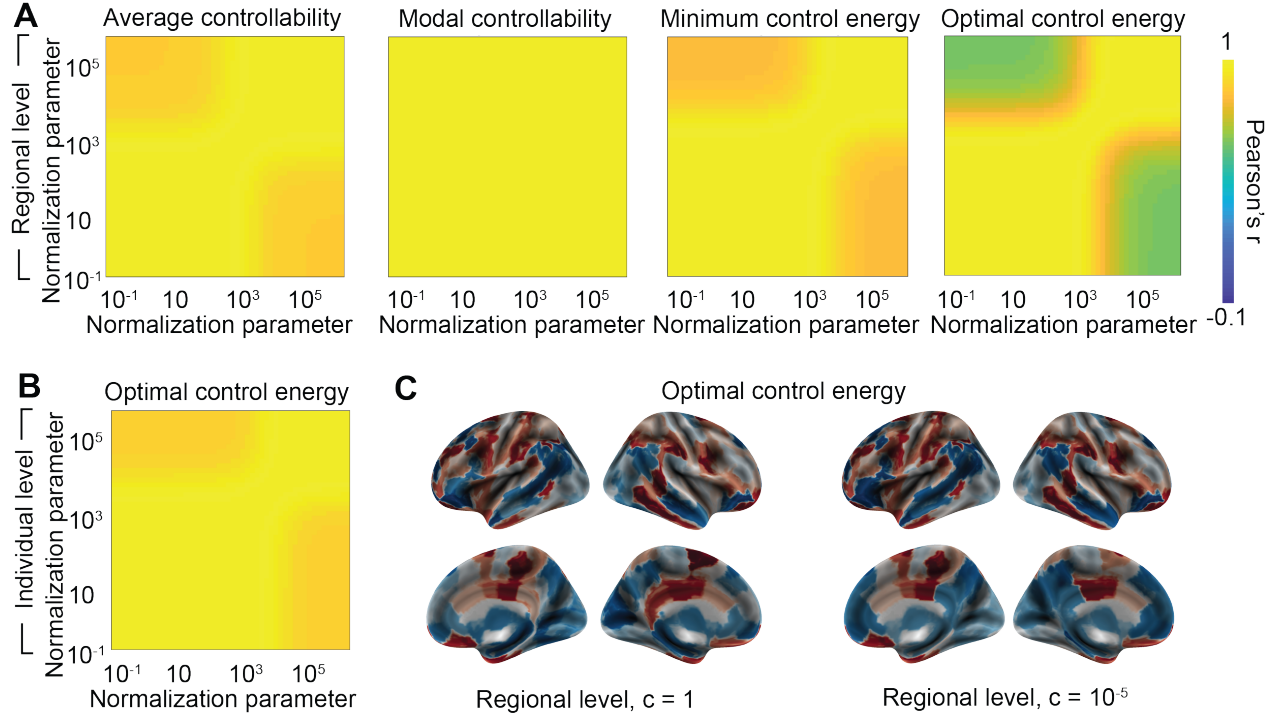 A
Average controllability
Modal controllability
Minimum control energy
Optimal control energy
Regional level
Normalization parameter
10⁵
10³
10
10⁻¹
10⁻¹ 10 10³ 10⁵
Normalization parameter
10⁻¹ 10 10³ 10⁵
Normalization parameter
10⁻¹ 10 10³ 10⁵
Normalization parameter
10⁻¹ 10 10³ 10⁵
Normalization parameter
1
Pearson's r
-0.1
B
Optimal control energy
Individual level
Normalization parameter
10⁵
10³
10
10⁻¹
10⁻¹ 10 10³ 10⁵
Normalization parameter
C
Optimal control energy
Regional level, c = 1
Regional level, c = 10⁻⁵